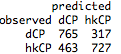 predicted
observed dCP hkCP
dCP 765 317
hkCP 463 727